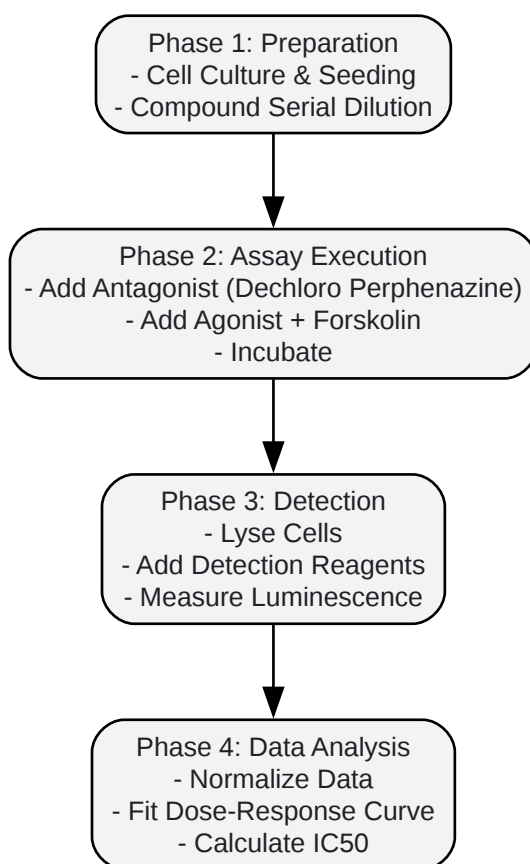 Phase 1: Preparation
- Cell Culture & Seeding
- Compound Serial Dilution
Phase 2: Assay Execution
- Add Antagonist (Dechloro Perphenazine)
- Add Agonist + Forskolin
- Incubate
Phase 3: Detection
- Lyse Cells
- Add Detection Reagents
- Measure Luminescence
Phase 4: Data Analysis
- Normalize Data
- Fit Dose-Response Curve
- Calculate IC50